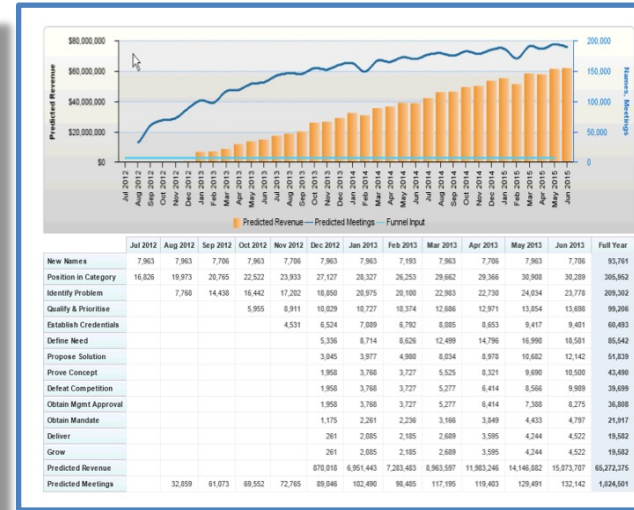 $80,000,000 200,000
$60,000,000 150,000
$40,000,000 100,000
$20,000,000 50,000
$0 0
Predicted Revenue
Names, Meetings
Jul 2012 Aug 2012 Sep 2012 Oct 2012 Nov 2012 Dec 2012 Jan 2013 Feb 2013 Mar 2013 Apr 2013 May 2013 Jun 2013 Jul 2013 Aug 2013 Sep 2013 Oct 2013 Nov 2013 Dec 2013 Jan 2014 Feb 2014 Mar 2014 Apr 2014 May 2014 Jun 2014 Jul 2014 Aug 2014 Sep 2014 Oct 2014 Nov 2014 Dec 2014 Jan 2015 Feb 2015 Mar 2015 Apr 2015 May 2015 Jun 2015
Predicted Revenue Predicted Meetings Funnel Input
Jul 2012 Aug 2012 Sep 2012 Oct 2012 Nov 2012 Dec 2012 Jan 2013 Feb 2013 Mar 2013 Apr 2013 May 2013 Jun 2013 Full Year
New Names 7,963 7,963 7,706 7,963 7,706 7,963 7,963 7,193 7,963 7,706 7,963 7,706 93,761
Position in Category 16,826 19,973 20,765 22,522 23,933 27,127 28,327 26,253 29,662 29,366 30,908 30,289 305,952
Identify Problem 7,768 14,438 16,442 17,202 18,850 20,975 20,100 22,983 22,730 24,034 23,778 209,302
Qualify & Prioritise 5,955 8,911 10,029 10,727 10,374 12,686 12,971 13,854 13,698 99,206
Establish Credentials 4,531 6,524 7,089 6,792 8,085 8,653 9,417 9,401 60,493
Define Need 5,336 8,714 8,626 12,499 14,796 16,990 18,581 85,542
Propose Solution 3,045 3,977 4,980 8,034 8,978 10,682 12,142 51,839
Prove Concept 1,958 3,768 3,727 5,525 8,321 9,690 10,500 43,490
Defeat Competition 1,958 3,768 3,727 5,277 6,414 8,566 9,989 39,699
Obtain Mgmt Approval 1,958 3,768 3,727 5,277 6,414 7,388 8,275 36,808
Obtain Mandate 1,175 2,261 2,236 3,166 3,849 4,433 4,797 21,917
Deliver 261 2,085 2,185 2,689 3,595 4,244 4,522 19,582
Grow 261 2,085 2,185 2,689 3,595 4,244 4,522 19,582
Predicted Revenue 870,018 6,951,443 7,283,483 8,963,597 11,983,246 14,146,882 15,073,707 65,272,375
Predicted Meetings 32,859 61,073 69,552 72,765 89,046 102,490 98,485 117,195 119,403 129,491 132,142 1,024,501